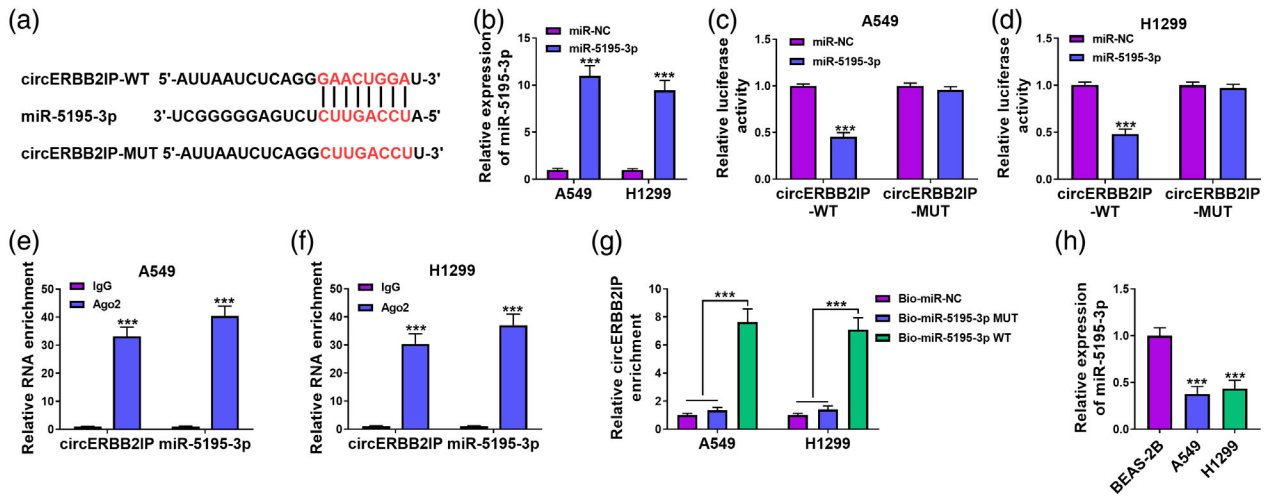 (a)
circERBB2IP-WT 5'-AUUAAUCUCAGGGAACUGGAU-3'
miR-5195-3p 3'-UCGGGGGAGUCUCUUGACCUA-5'
circERBB2IP-MUT 5'-AUUAAUCUCAGGCUUGACCUU-3'
(b)
Relative expression
of miR-5195-3p
15
10
5
0
miR-NC
miR-5195-3p
***
***
A549
H1299
(c)
A549
Relative luciferase
activity
1.5
1.0
0.5
0.0
miR-NC
miR-5195-3p
***
circERBB2IP
-WT
circERBB2IP
-MUT
(d)
H1299
Relative luciferase
activity
1.5
1.0
0.5
0.0
miR-NC
miR-5195-3p
***
circERBB2IP
-WT
circERBB2IP
-MUT
(e)
A549
Relative RNA enrichment
50
40
30
20
10
0
IgG
Ago2
***
***
circERBB2IP
miR-5195-3p
(f)
H1299
Relative RNA enrichment
50
40
30
20
10
0
IgG
Ago2
***
***
circERBB2IP
miR-5195-3p
(g)
Relative circERBB2IP
enrichment
10
8
6
4
2
0
***
***
A549
H1299
Bio-miR-NC
Bio-miR-5195-3p MUT
Bio-miR-5195-3p WT
(h)
Relative expression
of miR-5195-3p
1.5
1.0
0.5
0.0
***
***
BEAS-2B
A549
H1299